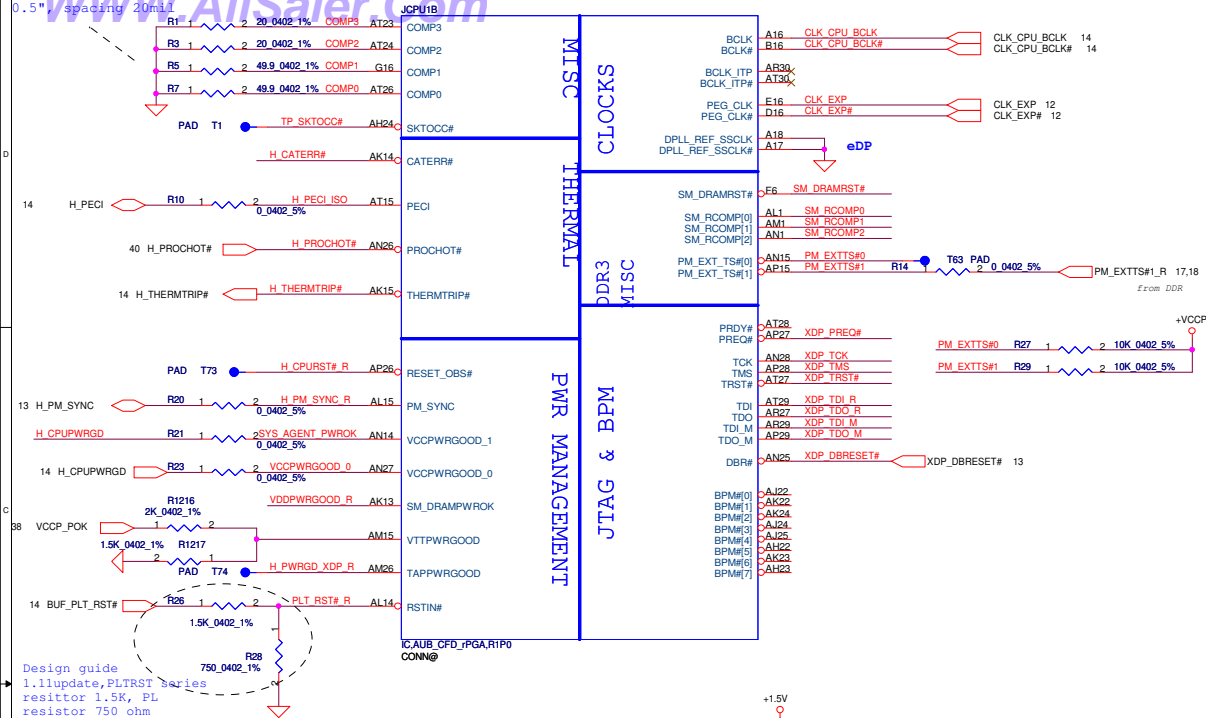 0.5", spacing 20mil
www.AllSaler.Com
JCPU1B
R1 1 2 20_0402_1% COMP3 AT23 COMP3
R3 1 2 20_0402_1% COMP2 AT24 COMP2
R5 1 2 49.9_0402_1% COMP1 G16 COMP1
R7 1 2 49.9_0402_1% COMP0 AT26 COMP0
PAD T1 TP_SKTOCC# AH24 SKTOCC#
H_CATERR# AK14 CATERR#
14 H_PECI R10 1 2 H_PECI_ISO AT15 PECI
0_0402_5%
40 H_PROCHOT# H_PROCHOT# AN26 PROCHOT#
14 H_THERMTRIP# H_THERMTRIP# AK15 THERMTRIP#
PAD T73 H_CPURST#_R AP26 RESET_OBS#
13 H_PM_SYNC R20 1 2 H_PM_SYNC_R AL15 PM_SYNC
0_0402_5%
H_CPUPWRGD R21 1 2 SYS_AGENT_PWROK AN14 VCCPWRGOOD_1
0_0402_5%
14 H_CPUPWRGD R23 1 2 VCCPWRGOOD_0 AN27 VCCPWRGOOD_0
0_0402_5%
VDDPWRGOOD_R AK13 SM_DRAMPWROK
R1216
2K_0402_1%
38 VCCP_POK 1 2
AM15 VTTPWRGOOD
1.5K_0402_1% R1217
2 1
PAD T74 H_PWRGD_XDP_R AM26 TAPPWRGOOD
14 BUF_PLT_RST# R26 1 2 PLT_RST#_R AL14 RSTIN#
1.5K_0402_1%
1
R28
750_0402_1%
2
IC,AUB_CFD_rPGA,R1P0
CONN@
Design guide
1.11update,PLTRST series
resittor 1.5K, PL
resistor 750 ohm
D
C
MISC
THERMAL
PWR MANAGEMENT
CLOCKS
DDR3
MISC
JTAG & BPM
BCLK A16 CLK_CPU_BCLK CLK_CPU_BCLK 14
BCLK# B16 CLK_CPU_BCLK# CLK_CPU_BCLK# 14
BCLK_ITP AR30
BCLK_ITP# AT30
PEG_CLK E16 CLK_EXP CLK_EXP 12
PEG_CLK# D16 CLK_EXP# CLK_EXP# 12
DPLL_REF_SSCLK A18
DPLL_REF_SSCLK# A17
eDP
SM_DRAMRST# F6 SM_DRAMRST#
SM_RCOMP[0] AL1 SM_RCOMP0
SM_RCOMP[1] AM1 SM_RCOMP1
SM_RCOMP[2] AN1 SM_RCOMP2
PM_EXT_TS#[0] AN15 PM_EXTTS#0 T63 PAD
PM_EXT_TS#[1] AP15 PM_EXTTS#1 R14 1 2 0_0402_5% PM_EXTTS#1_R 17,18
from DDR
PRDY# AT28
PREQ# AP27 XDP_PREQ#
TCK AN28 XDP_TCK
TMS AP28 XDP_TMS
TRST# AT27 XDP_TRST#
TDI AT29 XDP_TDI_R
TDO AR27 XDP_TDO_R
TDI_M AR29 XDP_TDI_M
TDO_M AP29 XDP_TDO_M
DBR# AN25 XDP_DBRESET# XDP_DBRESET# 13
BPM#[0] AJ22
BPM#[1] AK22
BPM#[2] AK24
BPM#[3] AJ24
BPM#[4] AJ25
BPM#[5] AH22
BPM#[6] AK23
BPM#[7] AH23
+VCCP
PM_EXTTS#0 R27 1 2 10K_0402_5%
PM_EXTTS#1 R29 1 2 10K_0402_5%
+1.5V